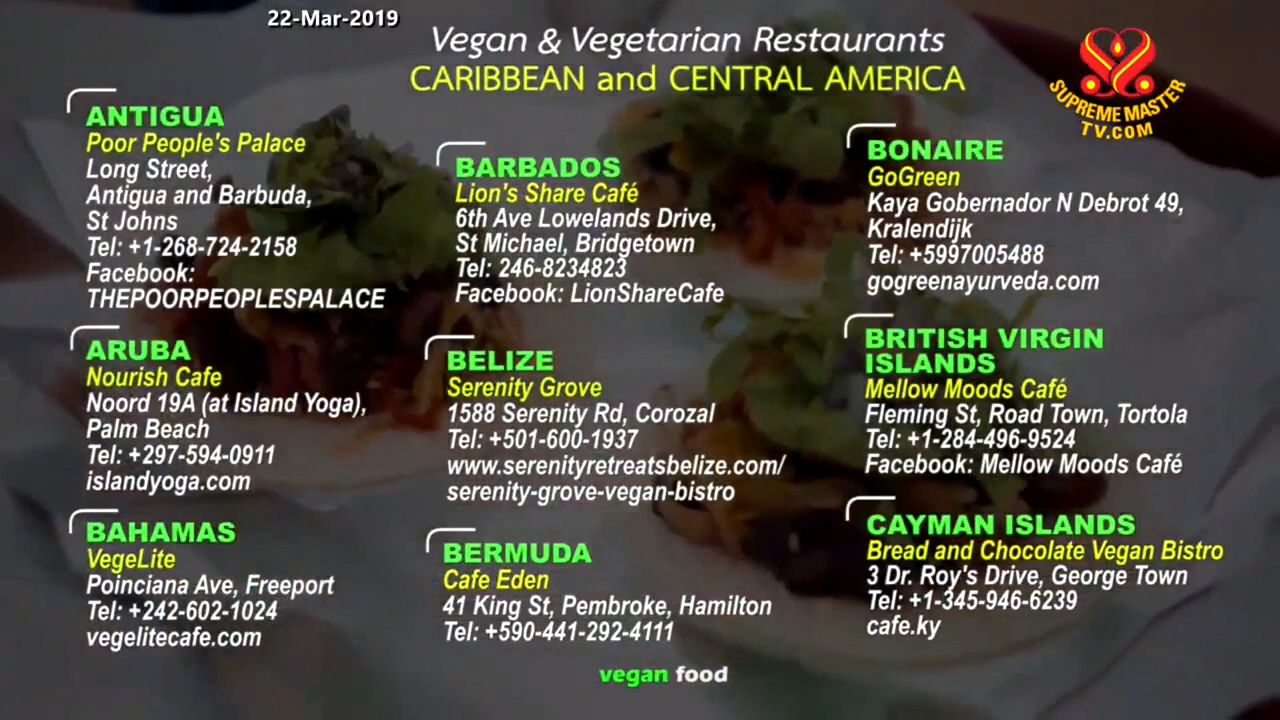 22-Mar-2019
Vegan & Vegetarian Restaurants
CARIBBEAN and CENTRAL AMERICA
SUPREME MASTER
TV.COM
ANTIGUA
Poor People's Palace
Long Street,
Antigua and Barbuda,
St Johns
Tel: +1-268-724-2158
Facebook:
THEPOORPEOPLESPALACE
ARUBA
Nourish Cafe
Noord 19A (at Island Yoga),
Palm Beach
Tel: +297-594-0911
islandyoga.com
BAHAMAS
VegeLite
Poinciana Ave, Freeport
Tel: +242-602-1024
vegelitecafe.com
BARBADOS
Lion's Share Café
6th Ave Lowelands Drive,
St Michael, Bridgetown
Tel: 246-8234823
Facebook: LionShareCafe
BELIZE
Serenity Grove
1588 Serenity Rd, Corozal
Tel: +501-600-1937
www.serenityretreatsbelize.com/
serenity-grove-vegan-bistro
BERMUDA
Cafe Eden
41 King St, Pembroke, Hamilton
Tel: +590-441-292-4111
BONAIRE
GoGreen
Kaya Gobernador N Debrot 49,
Kralendijk
Tel: +5997005488
gogreenayurveda.com
BRITISH VIRGIN
ISLANDS
Mellow Moods Café
Fleming St, Road Town, Tortola
Tel: +1-284-496-9524
Facebook: Mellow Moods Café
CAYMAN ISLANDS
Bread and Chocolate Vegan Bistro
3 Dr. Roy's Drive, George Town
Tel: +1-345-946-6239
cafe.ky
vegan food